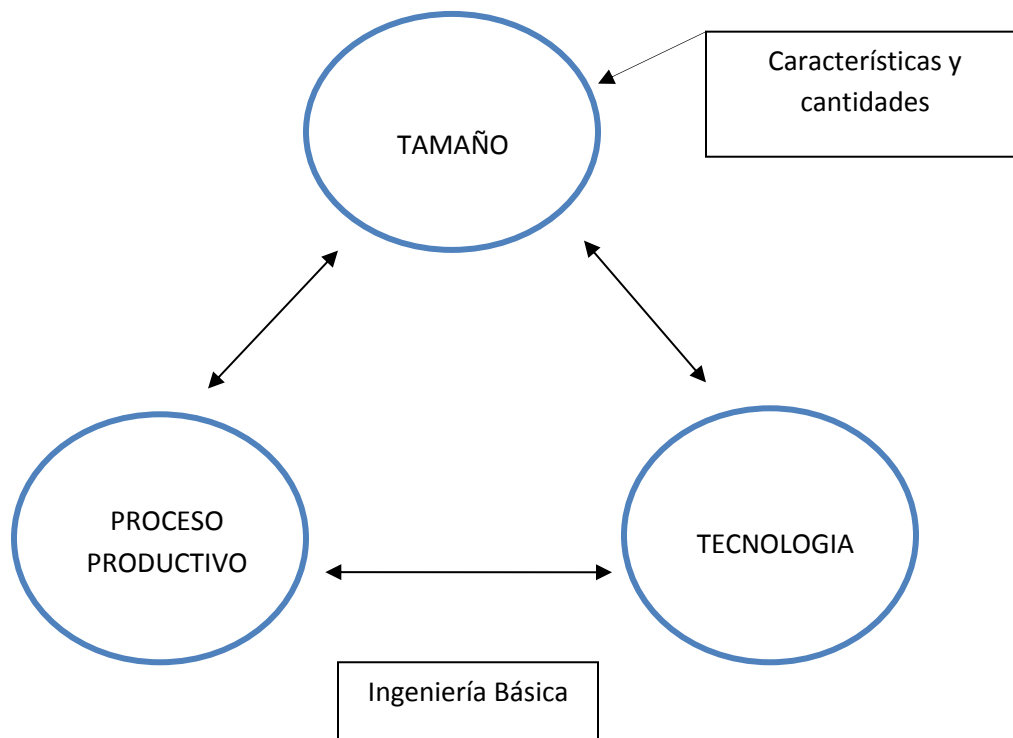 Características y
cantidades
TAMAÑO
PROCESO
PRODUCTIVO
TECNOLOGIA
Ingeniería Básica